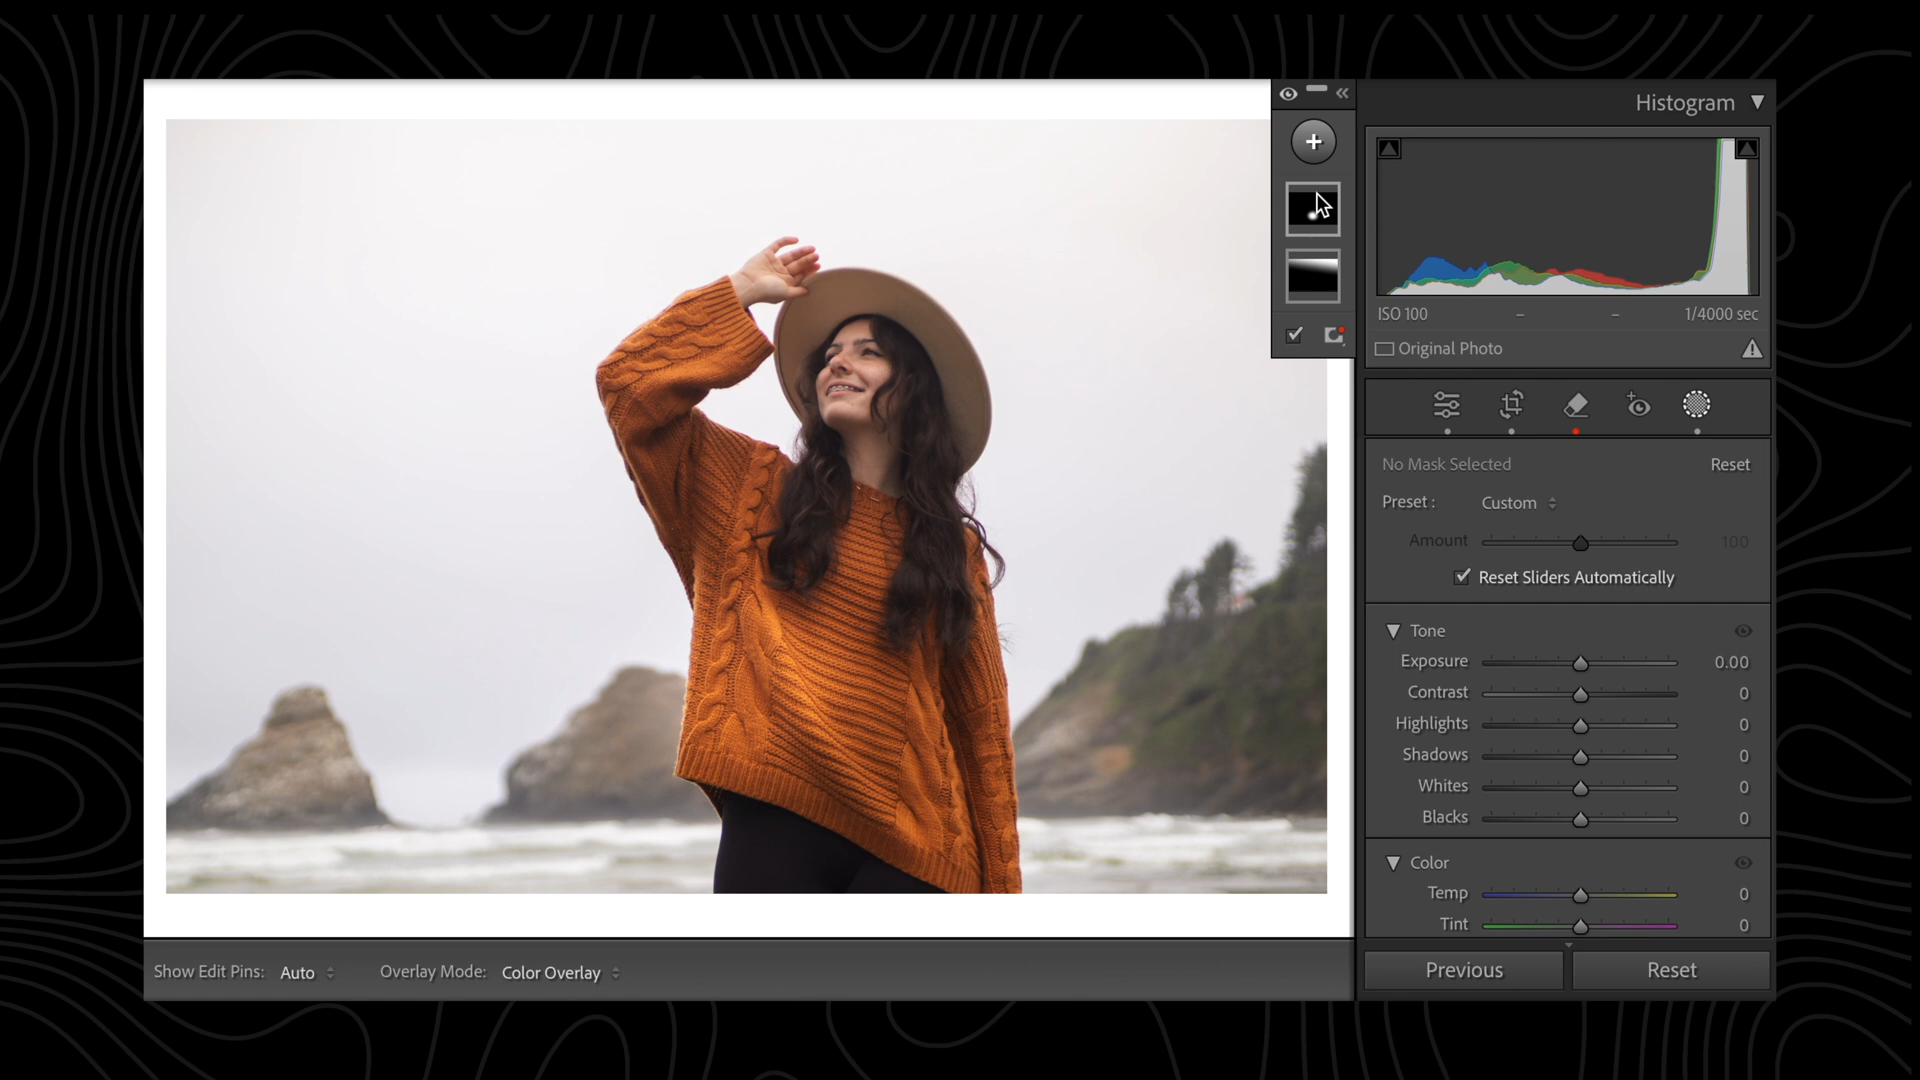 Histogram
ISO 100 – – 1/4000 sec
Original Photo
No Mask Selected Reset
Preset : Custom
Amount 100
Reset Sliders Automatically
Tone
Exposure 0.00
Contrast 0
Highlights 0
Shadows 0
Whites 0
Blacks 0
Color
Temp 0
Tint 0
Show Edit Pins: Auto Overlay Mode: Color Overlay
Previous Reset